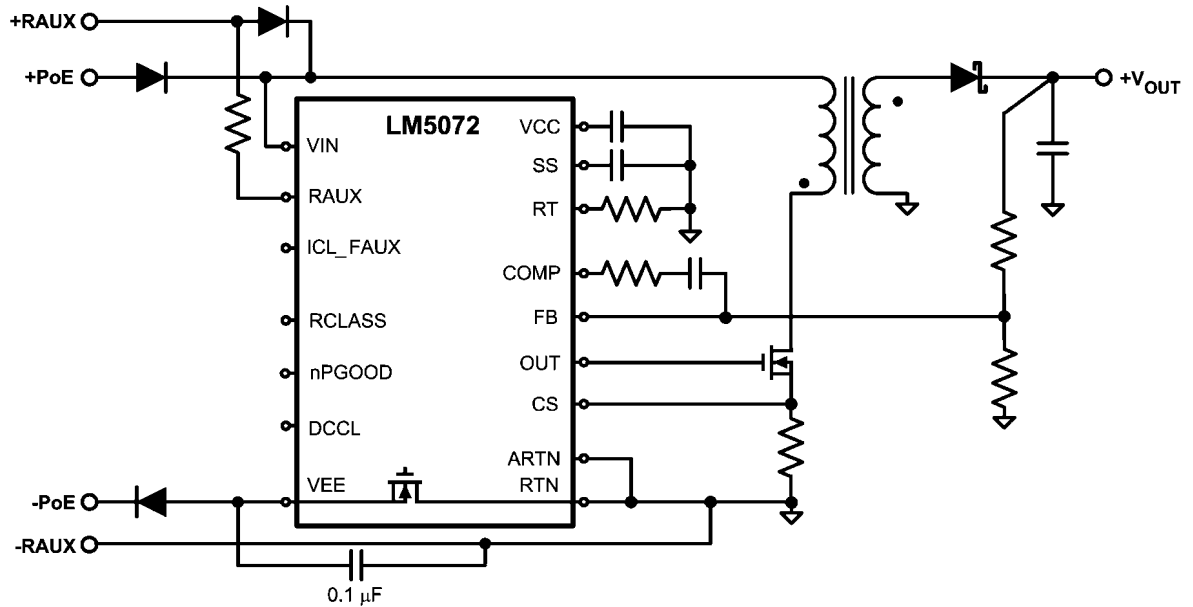 +RAUX
+PoE
+VOUT
LM5072
VIN
VCC
SS
RAUX
RT
ICL_FAUX
COMP
RCLASS
FB
OUT
nPGOOD
CS
DCCL
ARTN
VEE
RTN
-PoE
-RAUX
0.1 µF